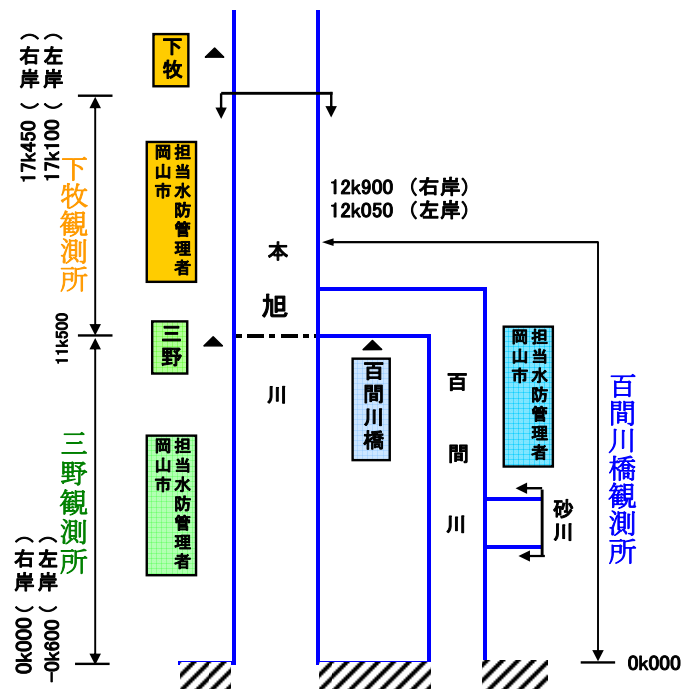 下牧
（左岸）17k100
（右岸）17k450
下牧観測所
担当水防管理者
岡山市
12k900（右岸）
12k050（左岸）
本
旭
川
11k500
三野
百間川橋
百間川
担当水防管理者
岡山市
百間川橋観測所
三野観測所
担当水防管理者
岡山市
砂川
（左岸）-0k600
（右岸）0k000
0k000